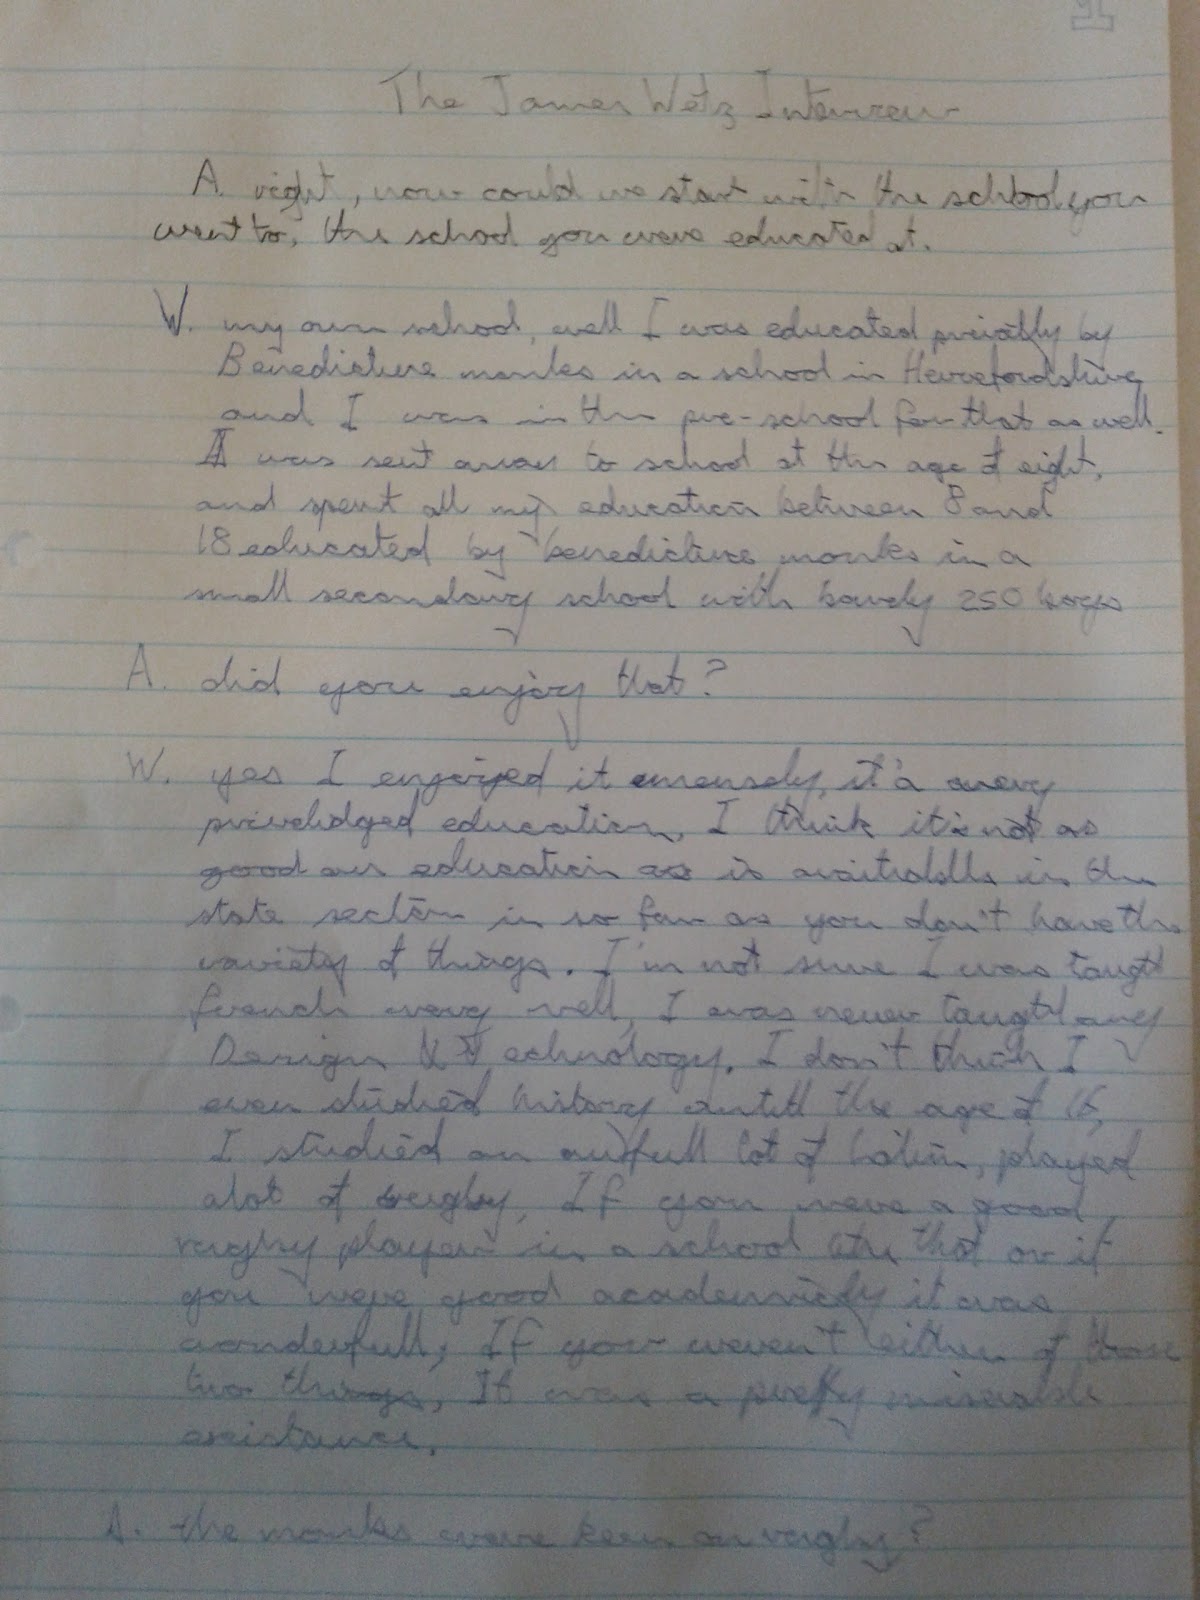 1
The James Wetz Interview
A. right, now could we start with the school you
went to, the school you were educated at.
W. my own school, well I was educated privatly by
Benedictine monks in a school in Herefordshire
and I was in the pre-school for that as well.
I was sent away to school at the age of eight,
and spent all my education between 8 and
18 educated by benedictine monks in a
small secondary school with barely 250 boys
A. did you enjoy that?
W. yes I enjoyed it emensely, it's a very
privelidged education, I think it's not as
good an education as is availablle in the
state sector in so far as you don't have the
variety of things. I'm not sure I was taught
french very well, I was never taught any
Design & Technology. I don't think I
even studied history untill the age of 16,
I studied an awfull lot of latin, played
alot of rugby, If you were a good
rugby player in a school like that or if
you were good academicly it was
wonderfull, If you weren't either of those
two things, It was a pretty miserable
existance.
A. the monks were keen on rugby?